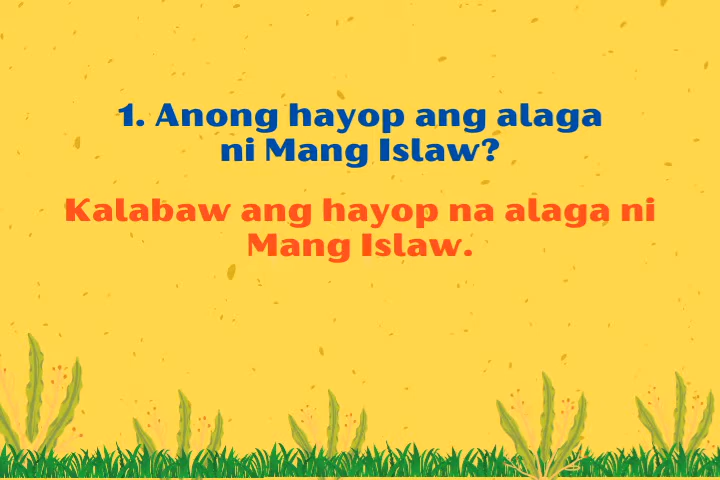 1. Anong hayop ang alaga
ni Mang Islaw?
Kalabaw ang hayop na alaga ni
Mang Islaw.